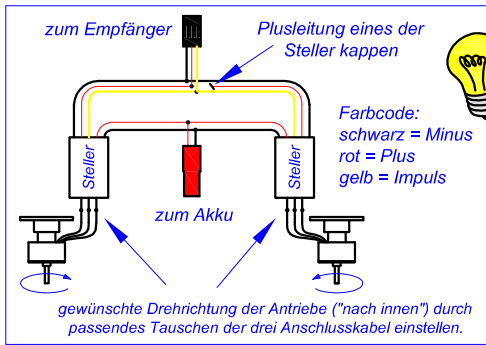 zum Empfänger
Plusleitung eines der
Steller kappen
Farbcode:
schwarz = Minus
rot = Plus
gelb = Impuls
Steller
Steller
zum Akku
gewünschte Drehrichtung der Antriebe ("nach innen") durch
passendes Tauschen der drei Anschlusskabel einstellen.